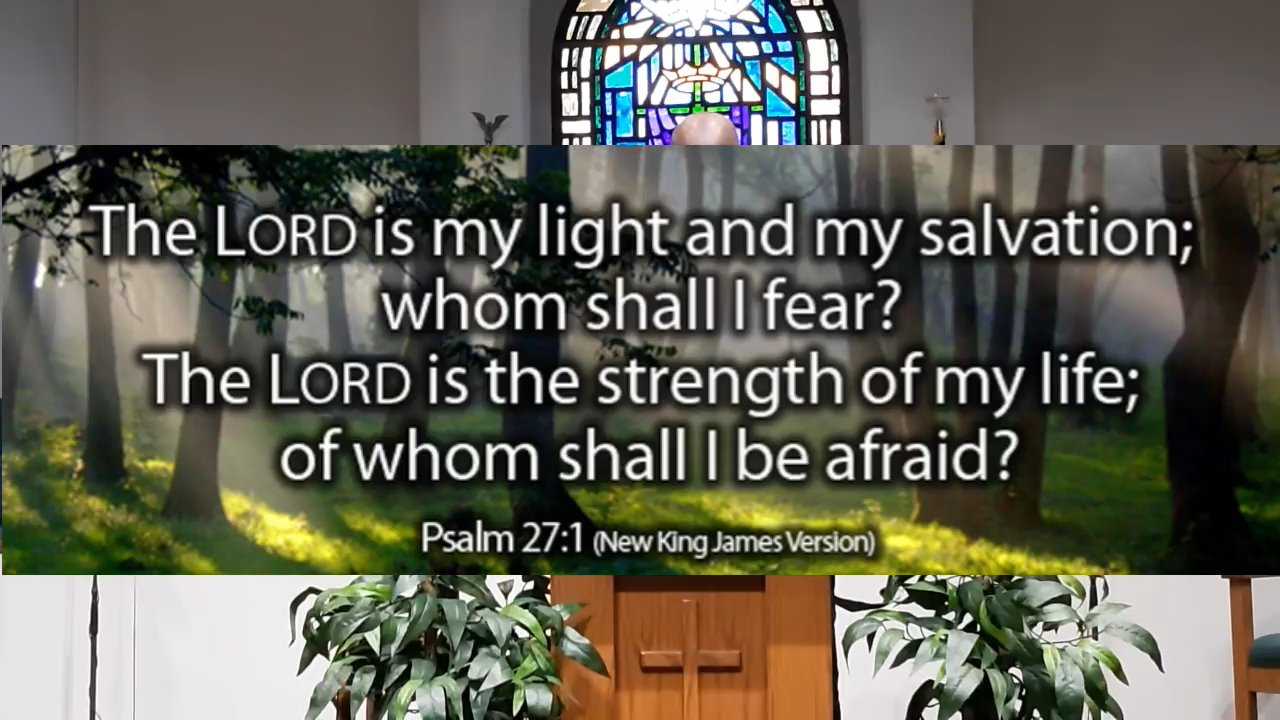 The LORD is my light and my salvation;
whom shall I fear?
The LORD is the strength of my life;
of whom shall I be afraid?
Psalm 27:1 (New King James Version)